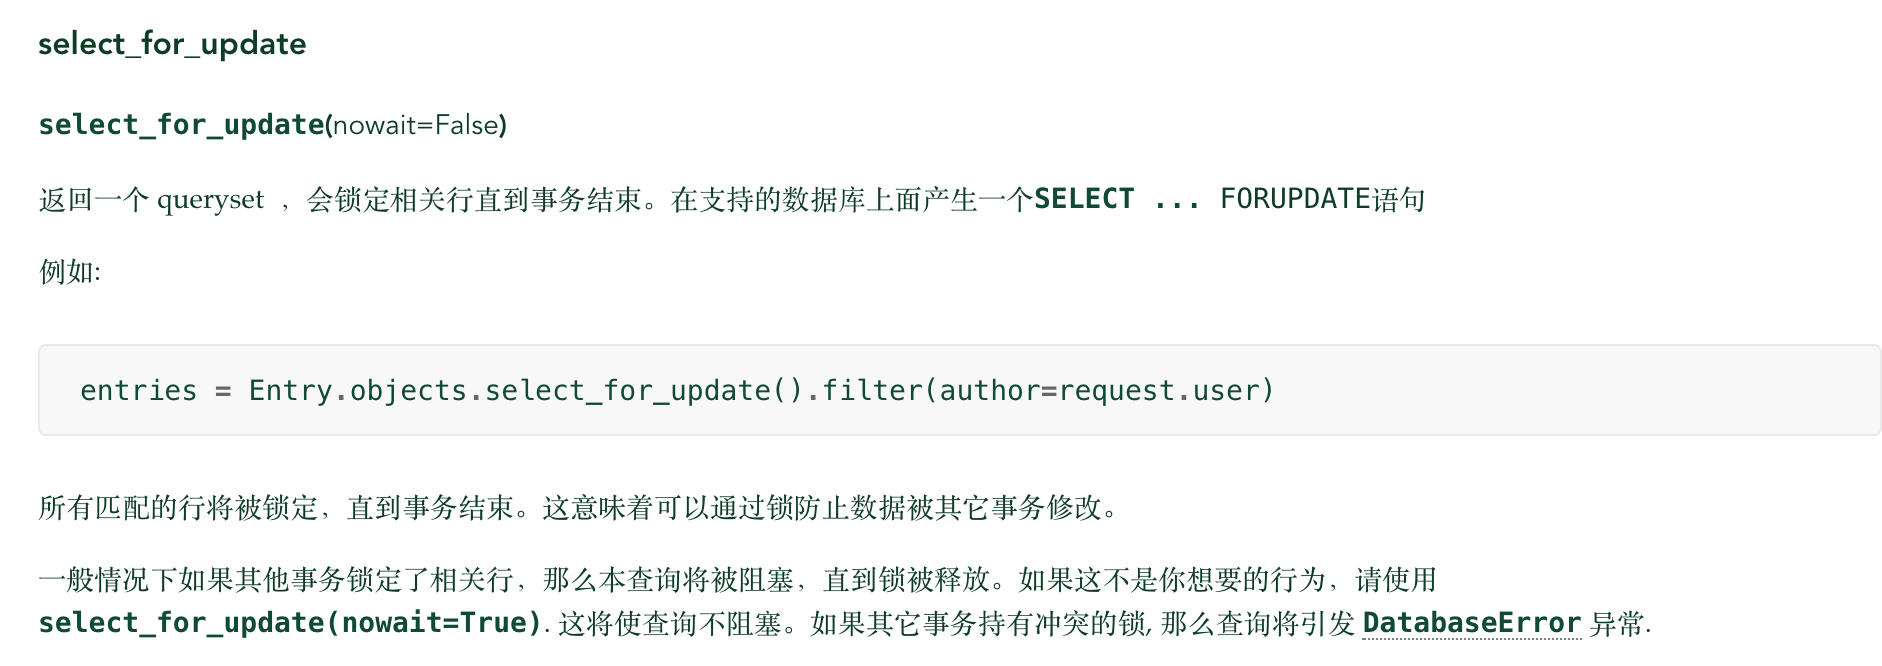 select_for_update
select_for_update(nowait=False)
返回一个 queryset ，会锁定相关行直到事务结束。在支持的数据库上面产生一个SELECT ... FORUPDATE语句
例如:
entries = Entry.objects.select_for_update().filter(author=request.user)
所有匹配的行将被锁定，直到事务结束。这意味着可以通过锁防止数据被其它事务修改。
一般情况下如果其他事务锁定了相关行，那么本查询将被阻塞，直到锁被释放。如果这不是你想要的行为，请使用
select_for_update(nowait=True). 这将使查询不阻塞。如果其它事务持有冲突的锁, 那么查询将引发 DatabaseError 异常.